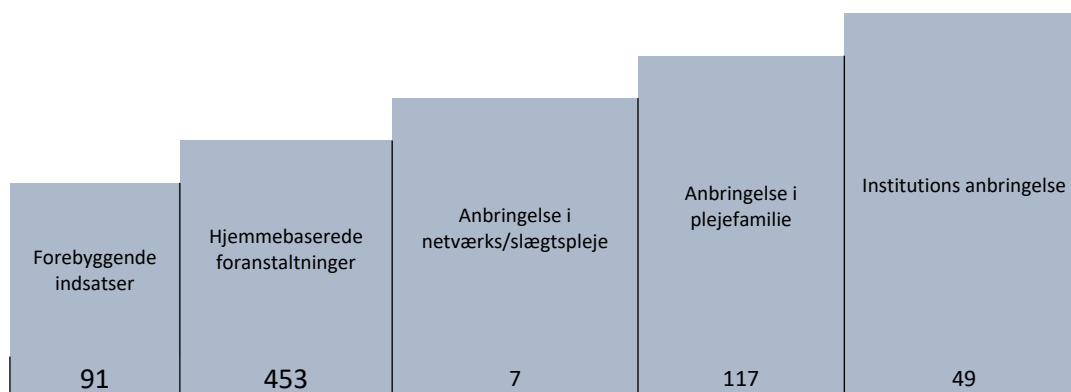 Forebyggende
indsatser
Hjemmebaserede
foranstaltninger
Anbringelse i
netværks/slægtspleje
Anbringelse i
plejefamilie
Institutions anbringelse
91
453
7
117
49